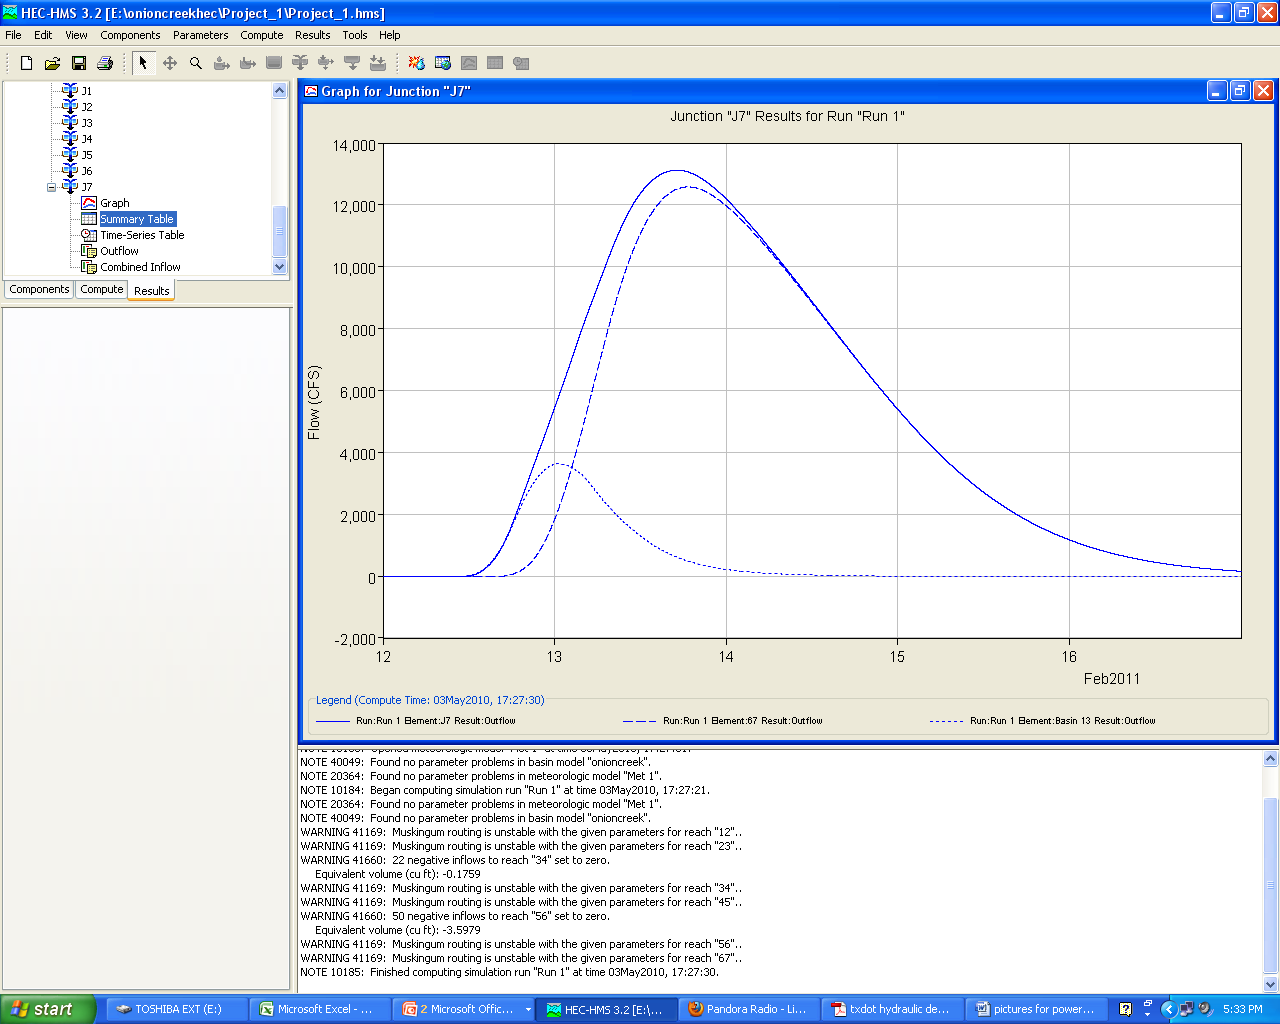 HEC-HMS 3.2 [E:\onioncreekhec\Project_1\Project_1.hms]
File Edit View Components Parameters Compute Results Tools Help
J1
J2
J3
J4
J5
J6
J7
Graph
Summary Table
Time-Series Table
Outflow
Combined Inflow
Components Compute Results
Graph for Junction "J7"
Junction "J7" Results for Run "Run 1"
14,000
12,000
10,000
8,000
6,000
4,000
2,000
0
-2,000
Flow (CFS)
12 13 14 15 16
Feb2011
Legend (Compute Time: 03May2010, 17:27:30)
Run:Run 1 Element:J7 Result:Outflow Run:Run 1 Element:67 Result:Outflow Run:Run 1 Element:Basin 13 Result:Outflow
NOTE 40049: Found no parameter problems in basin model "onioncreek".
NOTE 20364: Found no parameter problems in meteorologic model "Met 1".
NOTE 10184: Began computing simulation run "Run 1" at time 03May2010, 17:27:21.
NOTE 20364: Found no parameter problems in meteorologic model "Met 1".
NOTE 40049: Found no parameter problems in basin model "onioncreek".
WARNING 41169: Muskingum routing is unstable with the given parameters for reach "12"..
WARNING 41169: Muskingum routing is unstable with the given parameters for reach "23"..
WARNING 41660: 22 negative inflows to reach "34" set to zero.
Equivalent volume (cu ft): -0.1759
WARNING 41169: Muskingum routing is unstable with the given parameters for reach "34"..
WARNING 41169: Muskingum routing is unstable with the given parameters for reach "45"..
WARNING 41660: 50 negative inflows to reach "56" set to zero.
Equivalent volume (cu ft): -3.5979
WARNING 41169: Muskingum routing is unstable with the given parameters for reach "56"..
WARNING 41169: Muskingum routing is unstable with the given parameters for reach "67"..
NOTE 10185: Finished computing simulation run "Run 1" at time 03May2010, 17:27:30.
start TOSHIBA EXT (E:) Microsoft Excel - ... 2 Microsoft Offic... HEC-HMS 3.2 [E:\... Pandora Radio - Li... txdot hydraulic de... pictures for power... 5:33 PM